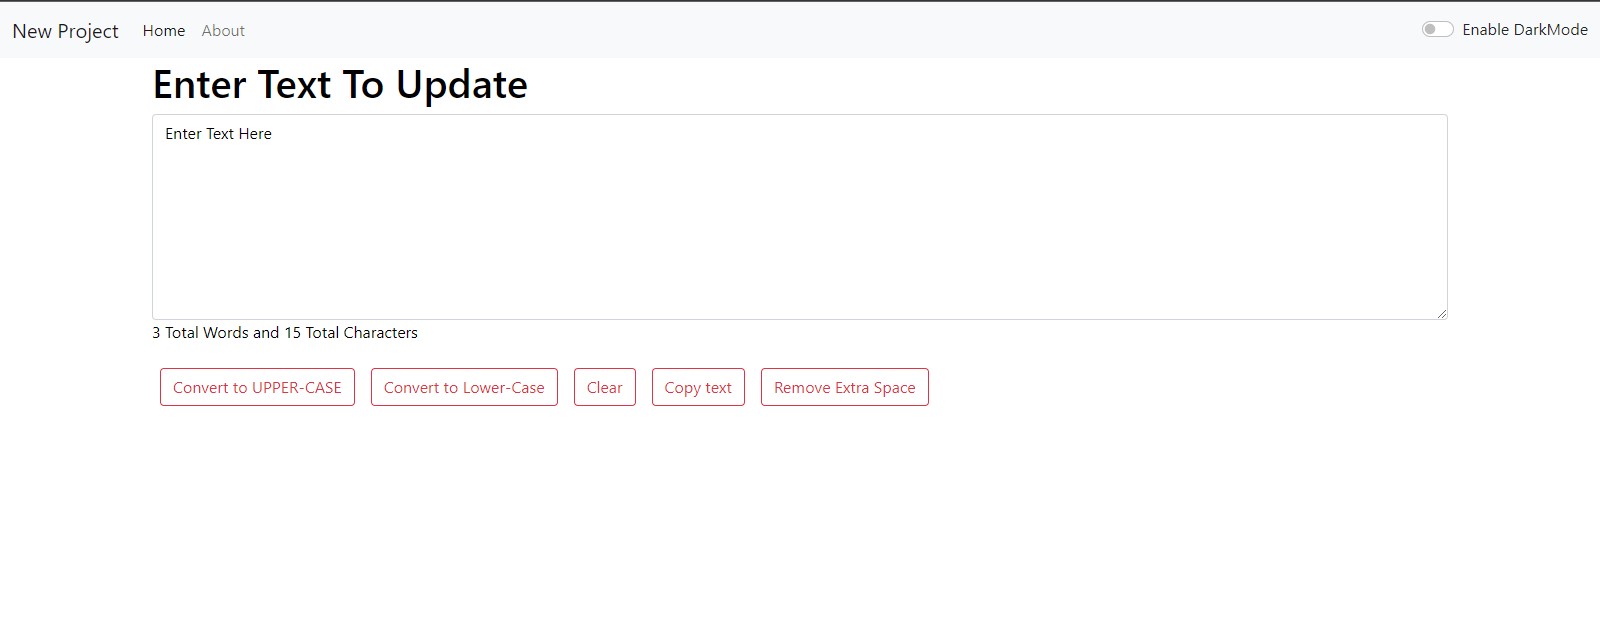 New Project Home About Enable DarkMode
Enter Text To Update
Enter Text Here
3 Total Words and 15 Total Characters
Convert to UPPER-CASE Convert to Lower-Case Clear Copy text Remove Extra Space